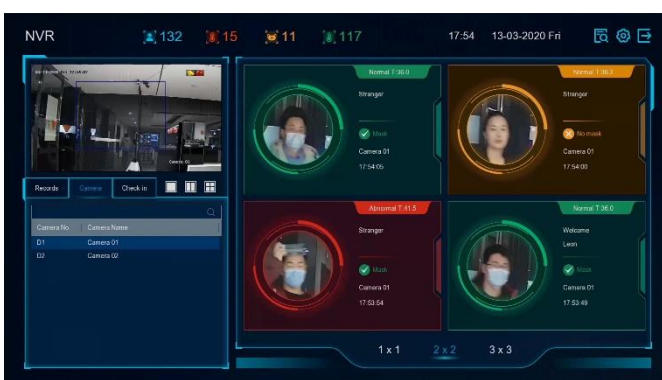 NVR
132 15 11 117
17:54 13-03-2020 Fri
Camera 01
Records Camera Check in
Camera No. Camera Name
D1 Camera 01
D2 Camera 02
Normal T:36.0
Stranger
Mask
Camera 01
17:54:05
Normal T:36.3
Stranger
No mask
Camera 01
17:54:00
Abnormal T:41.5
Stranger
Mask
Camera 01
17:53:54
Normal T:36.0
Welcome
Leon
Mask
Camera 01
17:53:49
1 x 1 2 x 2 3 x 3